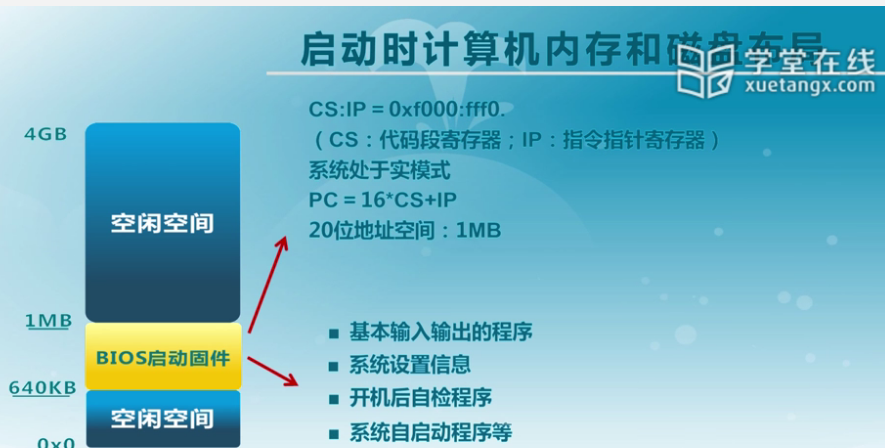 启动时计算机内存和磁盘布局
学堂在线
xuetangx.com
CS:IP = 0xf000:fff0.
（CS：代码段寄存器；IP：指令指针寄存器）
系统处于实模式
PC = 16*CS+IP
20位地址空间：1MB
4GB
空闲空间
1MB
BIOS启动固件
640KB
空闲空间
0x0
■ 基本输入输出的程序
■ 系统设置信息
■ 开机后自检程序
■ 系统自启动程序等